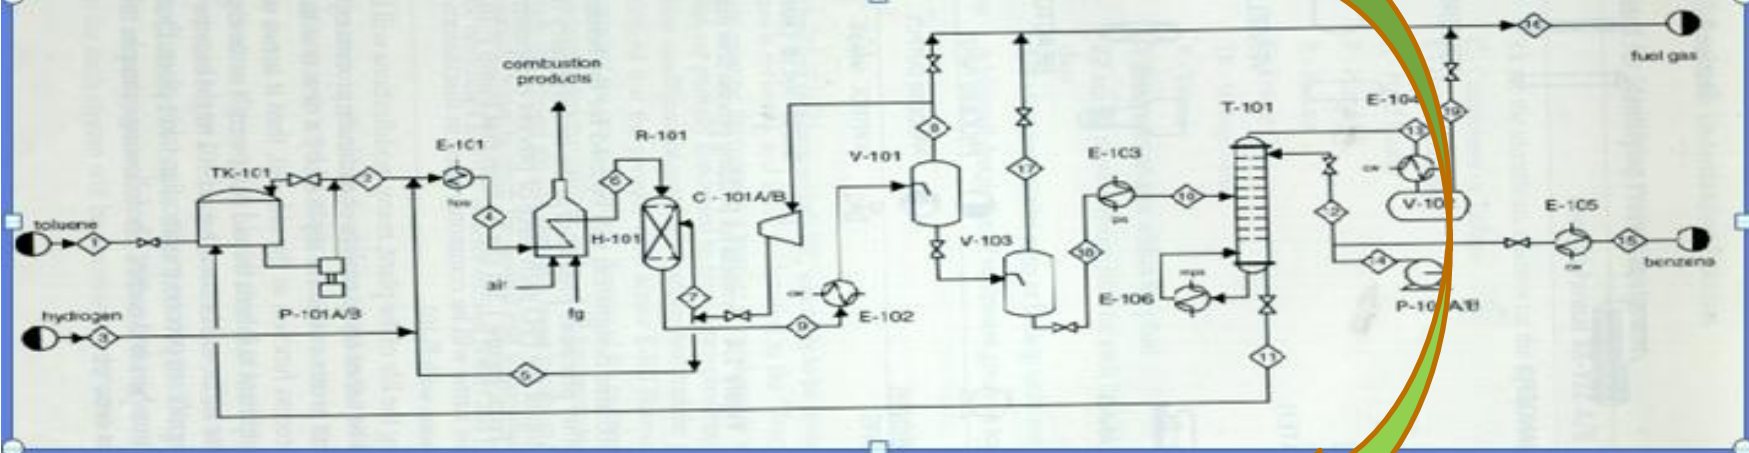 combustion
products
fuel gas
T-101
E-104
R-101
E-101
V-101
E-103
TK-101
C - 101A/B
V-102
E-105
toluene
H-101
V-103
benzene
air
fg
E-106
mps
cw
hydrogen
P-101A/B
E-102
1
2
3
4
5
6
7
8
9
11
12
13
14
15
16
17
18
19